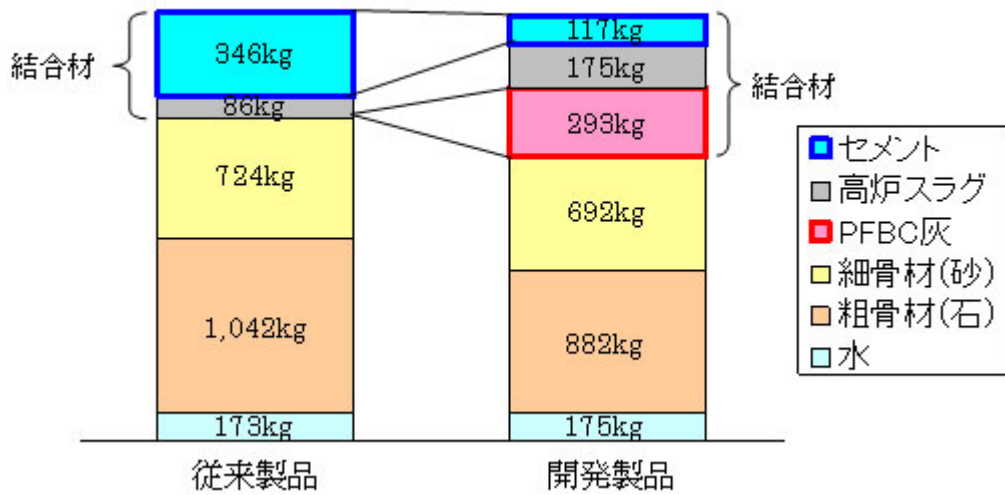 結合材
346kg
86kg
724kg
1,042kg
173kg
従来製品
117kg
175kg
293kg
692kg
882kg
175kg
開発製品
結合材
セメント
高炉スラグ
PFBC灰
細骨材(砂)
粗骨材(石)
水